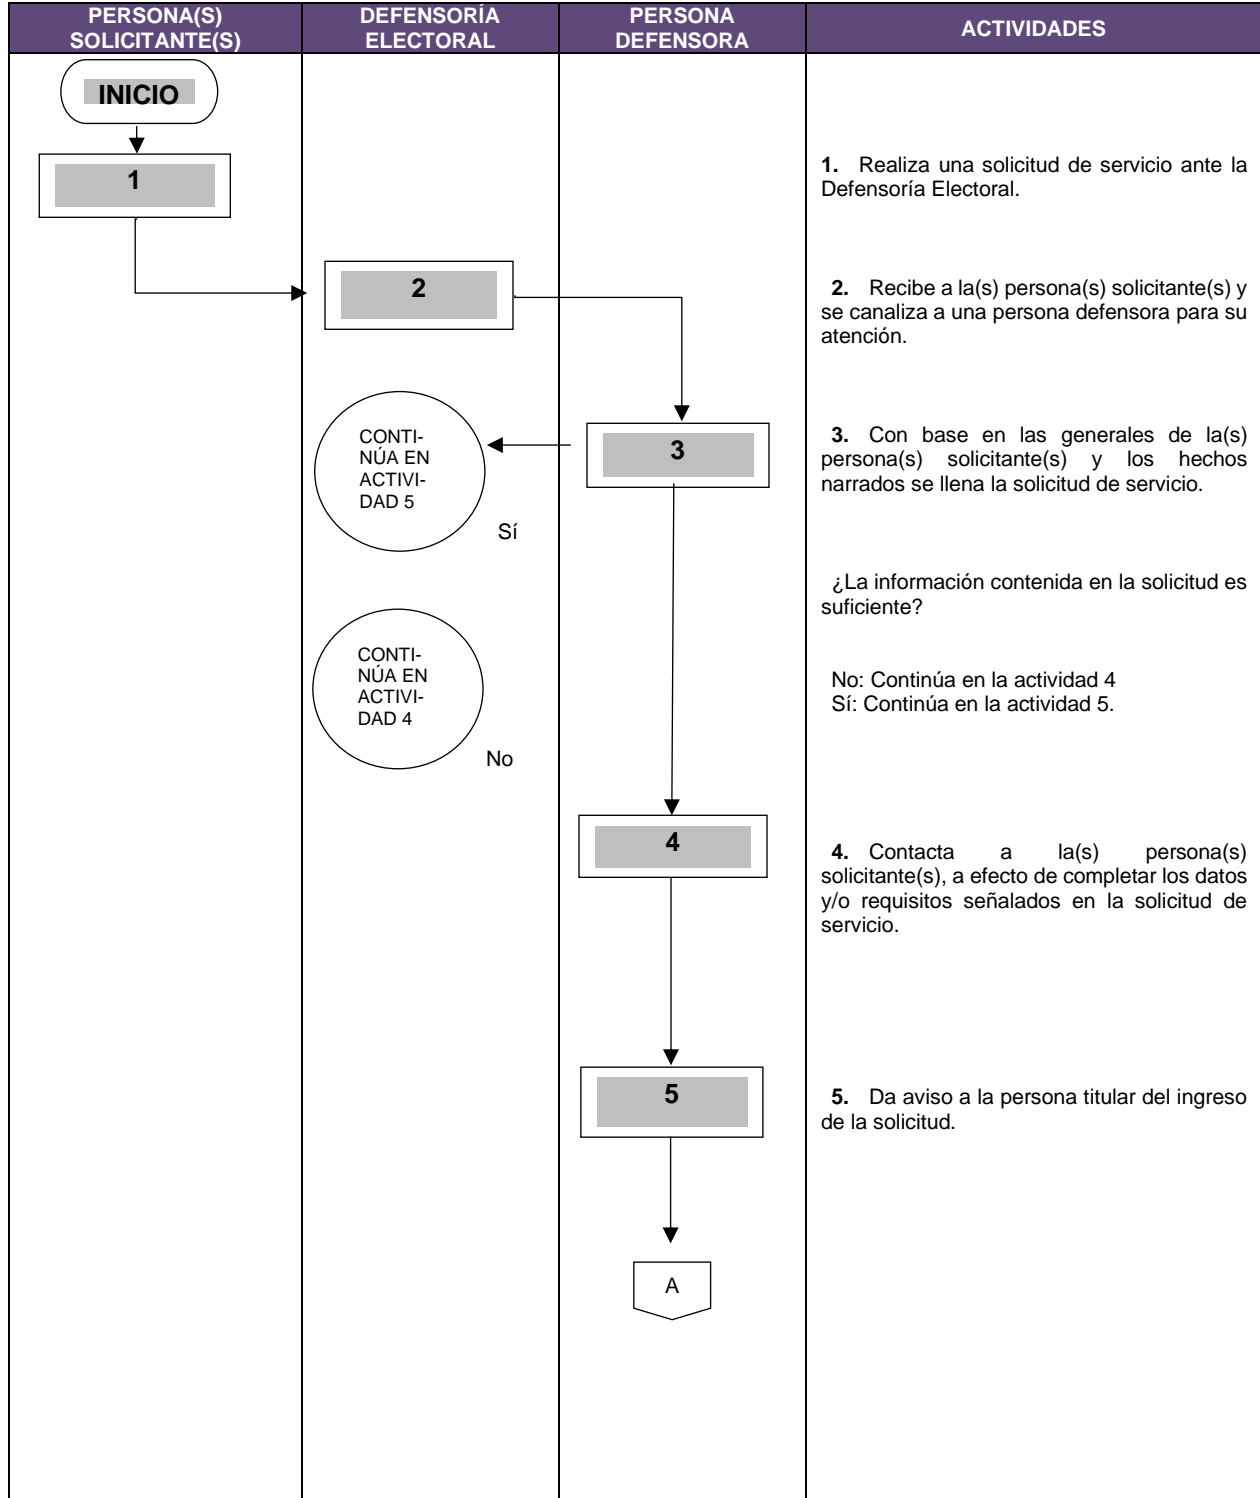 PERSONA(S)
SOLICITANTE(S)
DEFENSORÍA
ELECTORAL
PERSONA
DEFENSORA
ACTIVIDADES
INICIO
1
1. Realiza una solicitud de servicio ante la
Defensoría Electoral.
2
2. Recibe a la(s) persona(s) solicitante(s) y
se canaliza a una persona defensora para su
atención.
CONTI-
NÚA EN
ACTIVI-
DAD 5
Sí
3
3. Con base en las generales de la(s)
persona(s) solicitante(s) y los hechos
narrados se llena la solicitud de servicio.
¿La información contenida en la solicitud es
suficiente?
CONTI-
NÚA EN
ACTIVI-
DAD 4
No
No: Continúa en la actividad 4
Sí: Continúa en la actividad 5.
4
4. Contacta a la(s) persona(s)
solicitante(s), a efecto de completar los datos
y/o requisitos señalados en la solicitud de
servicio.
5
5. Da aviso a la persona titular del ingreso
de la solicitud.
A